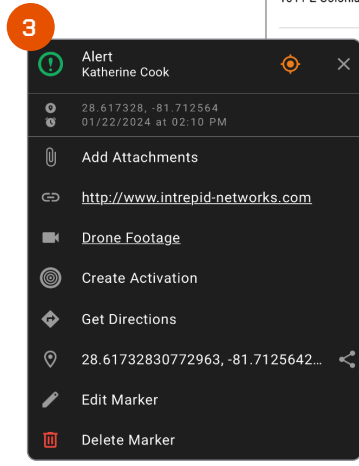 3
Alert
Katherine Cook
28.617328, -81.712564
01/22/2024 at 02:10 PM
Add Attachments
http://www.intrepid-networks.com
Drone Footage
Create Activation
Get Directions
28.61732830772963, -81.7125642...
Edit Marker
Delete Marker